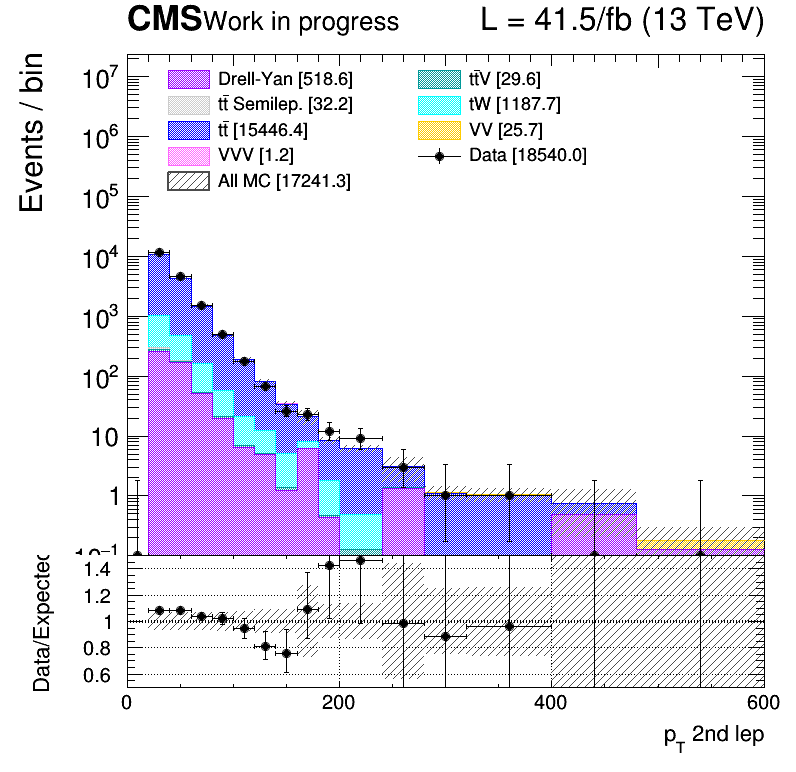 CMS Work in progress L = 41.5/fb (13 TeV)
Events / bin
Drell-Yan [518.6]
tt̄ Semilep. [32.2]
tt̄ [15446.4]
VVV [1.2]
All MC [17241.3]
tt̄V [29.6]
tW [1187.7]
VV [25.7]
Data [18540.0]
10⁷
10⁶
10⁵
10⁴
10³
10²
10
1
10⁻¹
Data/Expected
1.4
1.2
1
0.8
0.6
0 200 400 600
p_T 2nd lep